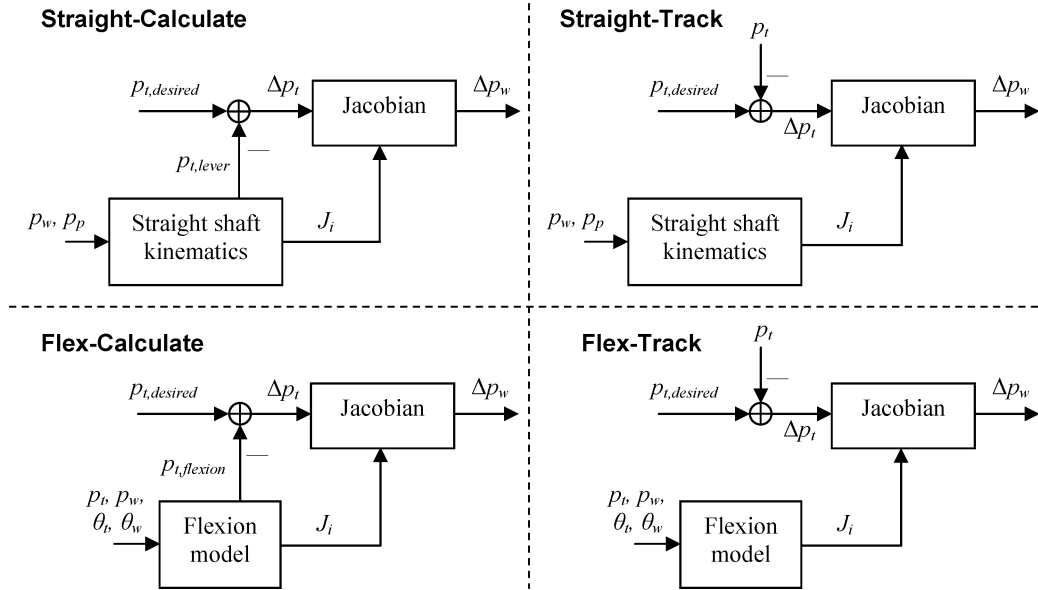 Straight-Calculate
p_{t,desired}
Δp_t
Jacobian
Δp_w
—
p_{t,lever}
p_w, p_p
Straight shaft
kinematics
J_i
Straight-Track
p_t
—
p_{t,desired}
Δp_t
Jacobian
Δp_w
p_w, p_p
Straight shaft
kinematics
J_i
Flex-Calculate
p_{t,desired}
Δp_t
Jacobian
Δp_w
—
p_{t,flexion}
p_t, p_w,
θ_t, θ_w
Flexion
model
J_i
Flex-Track
p_t
—
p_{t,desired}
Δp_t
Jacobian
Δp_w
p_t, p_w,
θ_t, θ_w
Flexion
model
J_i